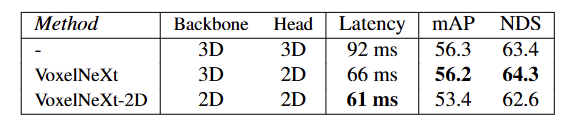 Method Backbone Head Latency mAP NDS
- 3D 3D 92 ms 56.3 63.4
VoxelNeXt 3D 2D 66 ms 56.2 64.3
VoxelNeXt-2D 2D 2D 61 ms 53.4 62.6